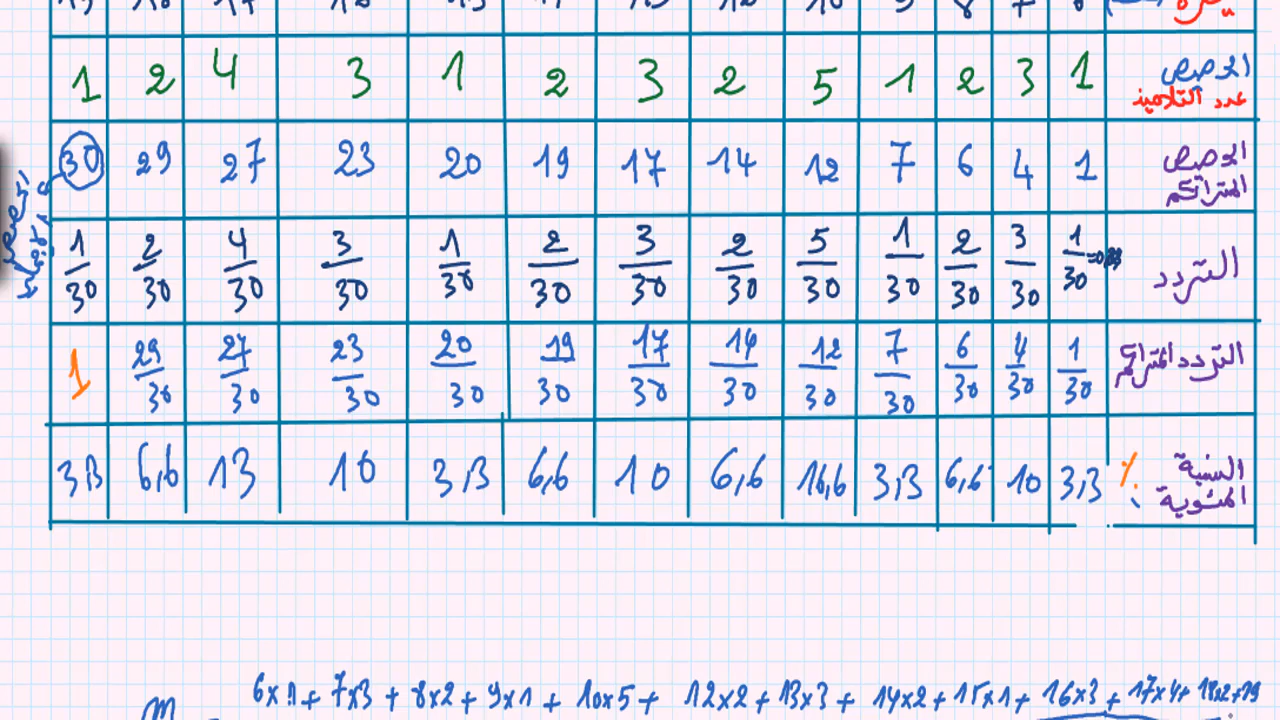 1 2 4 3 1 2 3 2 5 1 2 3 1 الحصيص
عدد التلاميذ
30 29 27 23 20 19 17 14 12 7 6 4 1 الحصيص
المتراكم
1/30 2/30 4/30 3/30 1/30 2/30 3/30 2/30 5/30 1/30 2/30 3/30 1/30 التردد
1 29/30 27/30 23/30 20/30 19/30 17/30 14/30 12/30 7/30 6/30 4/30 1/30 التردد المتراكم
3,3 6,6 13 10 3,3 6,6 10 6,6 16,6 3,3 6,6 10 3,3 % النسبة
المئوية
6x1+ 7x3 + 8x2 + 9x1 + 10x5 + 12x2 + 13x3 + 14x2 + 15x1 + 16x3 + 17x4 + 18x2+19
m